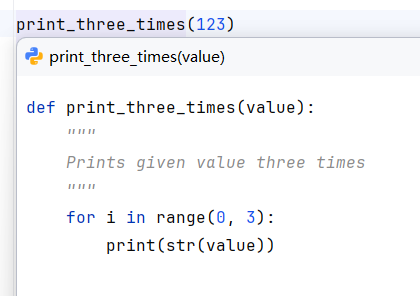 print_three_times(123)
print_three_times(value)
def print_three_times(value):
    """
    Prints given value three times
    """
    for i in range(0, 3):
        print(str(value))